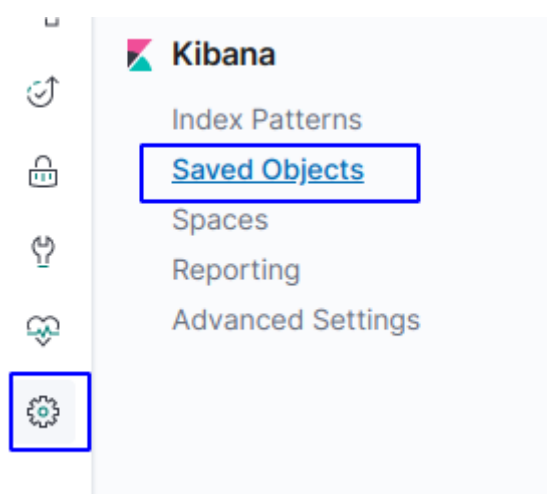 Kibana
Index Patterns
Saved Objects
Spaces
Reporting
Advanced Settings